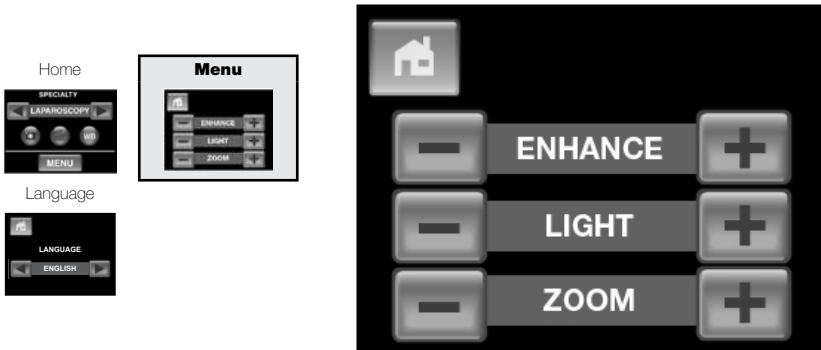 Home
SPECIALTY
LAPAROSCOPY
WB
MENU
Language
LANGUAGE
ENGLISH
Menu
ENHANCE
LIGHT
ZOOM
ENHANCE
LIGHT
ZOOM